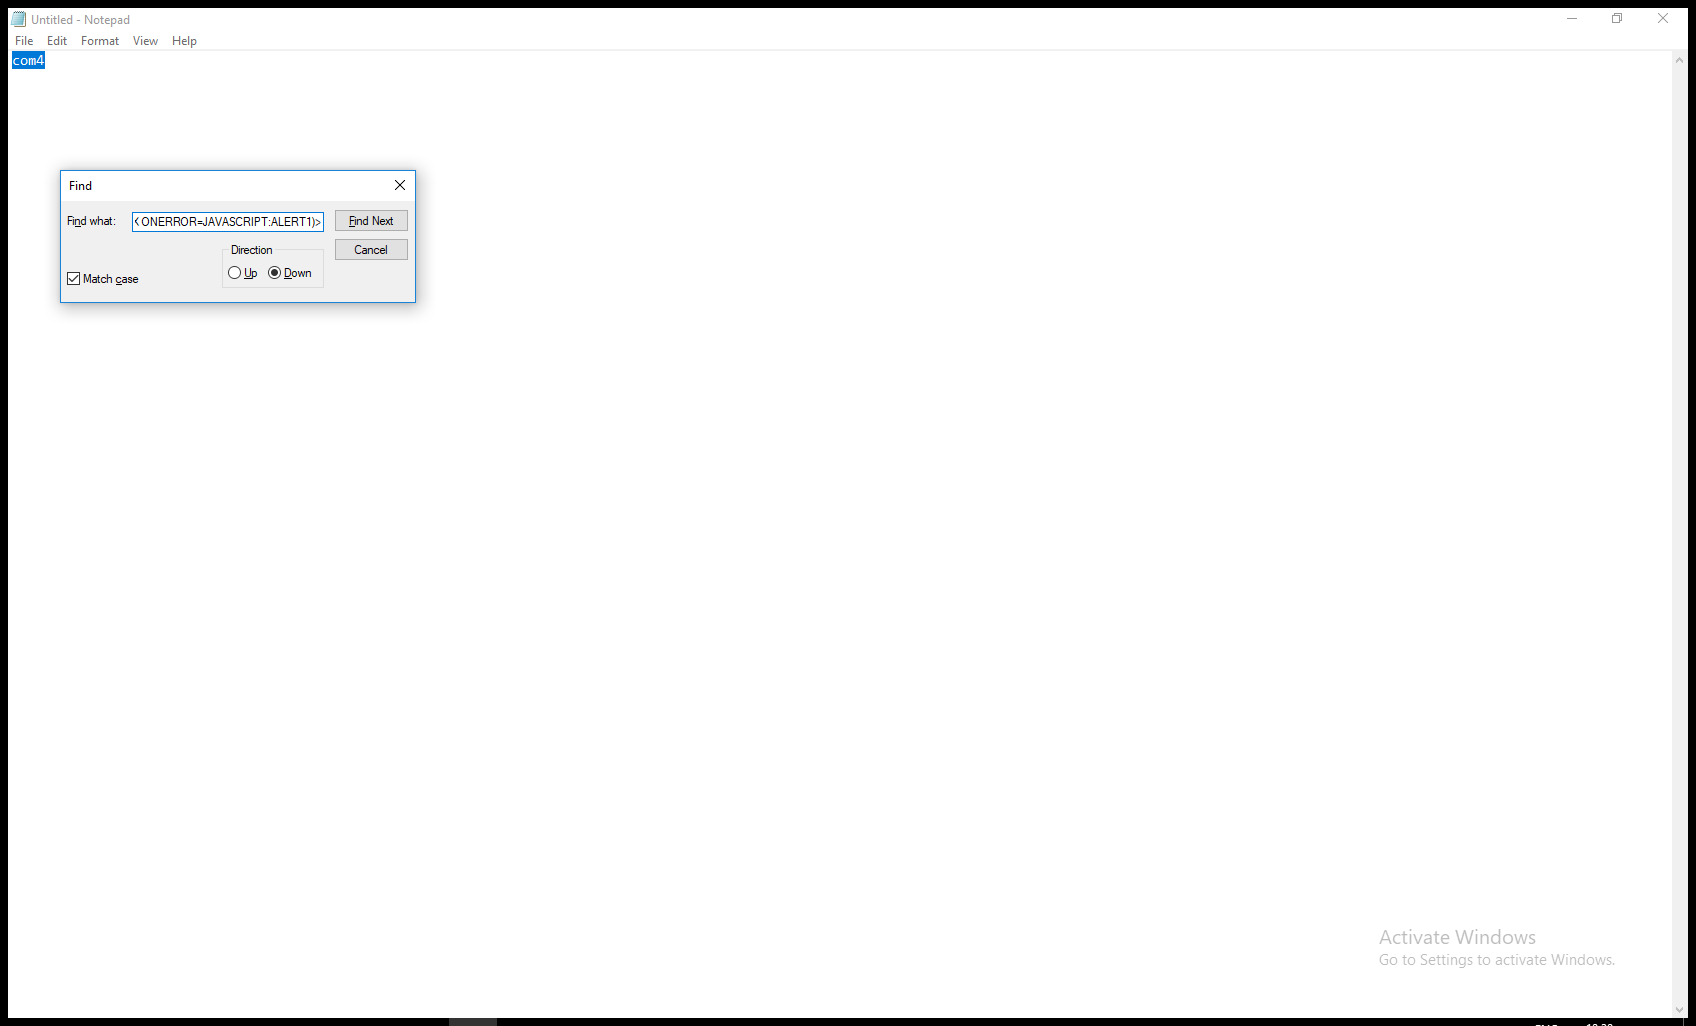 Untitled - Notepad
File Edit Format View Help
com4
Find
Find what: < ONERROR=JAVASCRIPT:ALERT1)> Find Next
Direction Cancel
Up Down
Match case
Activate Windows
Go to Settings to activate Windows.